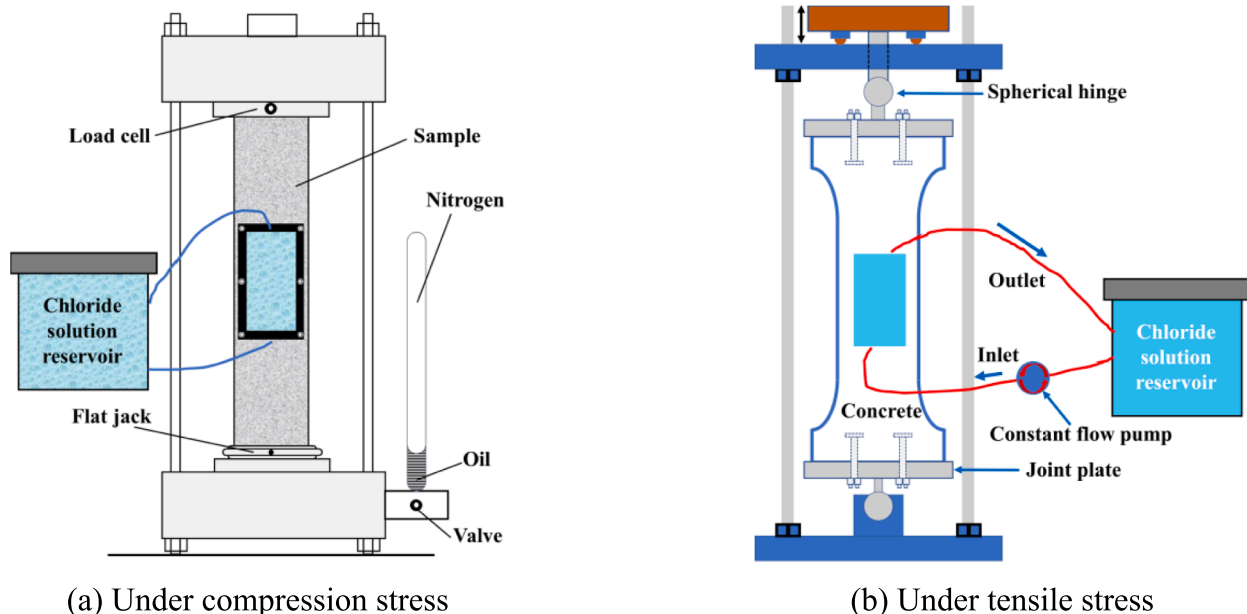 Load cell
Sample
Nitrogen
Chloride
solution
reservoir
Flat jack
Oil
Valve
(a) Under compression stress
Spherical hinge
Outlet
Chloride
solution
reservoir
Inlet
Concrete
Constant flow pump
Joint plate
(b) Under tensile stress